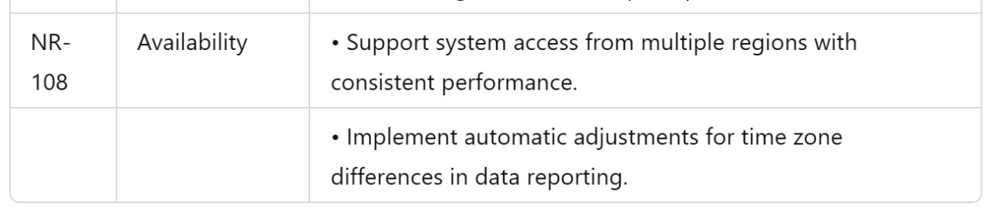 NR-
108
Availability
• Support system access from multiple regions with
consistent performance.
• Implement automatic adjustments for time zone
differences in data reporting.